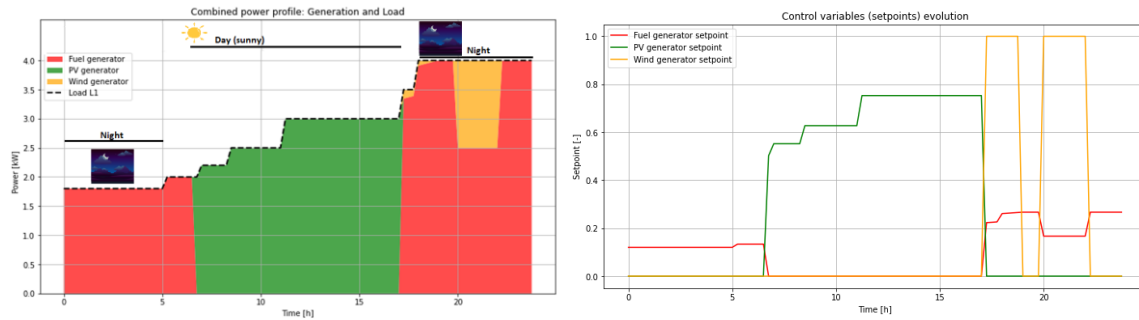 Combined power profile: Generation and Load
Day (sunny)
Night
Fuel generator
PV generator
Wind generator
Load L1
Night
Power [kW]
4.0
3.5
3.0
2.5
2.0
1.5
1.0
0.5
0.0
0 5 10 15 20
Time [h]
Control variables (setpoints) evolution
Fuel generator setpoint
PV generator setpoint
Wind generator setpoint
Setpoint [-]
1.0
0.8
0.6
0.4
0.2
0.0
0 5 10 15 20
Time [h]